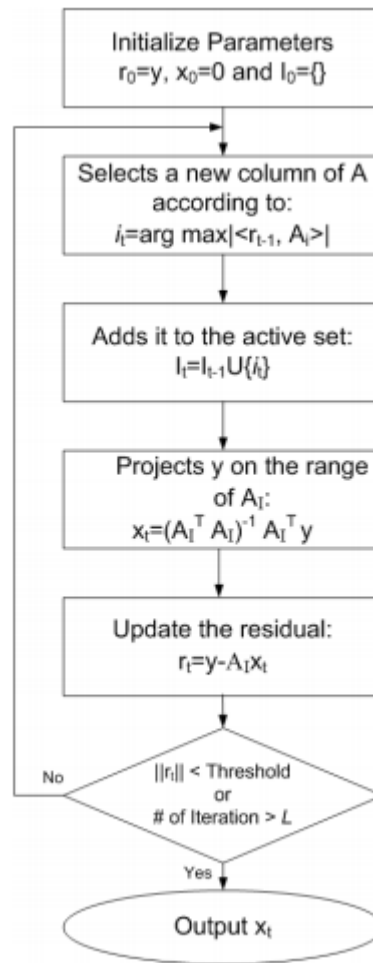 Initialize Parameters
r₀=y, x₀=0 and I₀={}
Selects a new column of A
according to:
iₜ=arg max|<rₜ₋₁, Aᵢ>|
Adds it to the active set:
Iₜ=Iₜ₋₁U{iₜ}
Projects y on the range
of A_I:
xₜ=(A_Iᵀ A_I)⁻¹ A_Iᵀ y
Update the residual:
rₜ=y-A_Ixₜ
||rₜ|| < Threshold
or
# of Iteration > L
No
Yes
Output xₜ